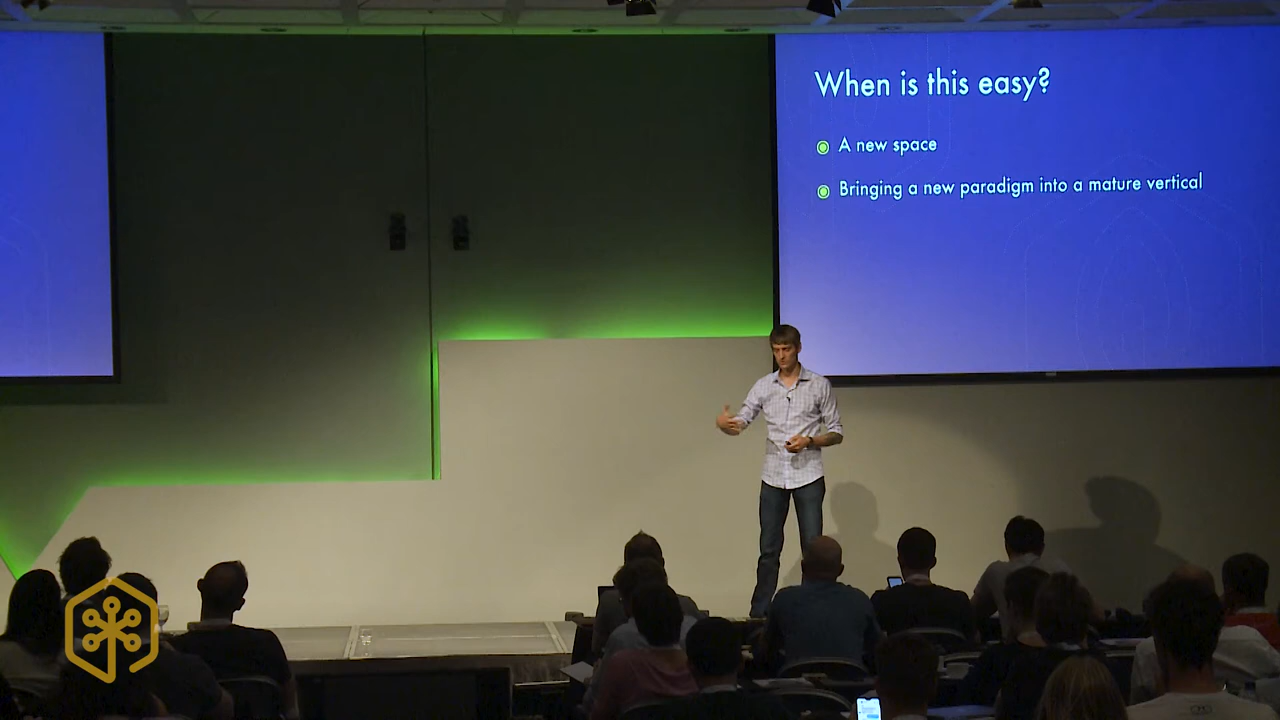 When is this easy?
A new space
Bringing a new paradigm into a mature vertical